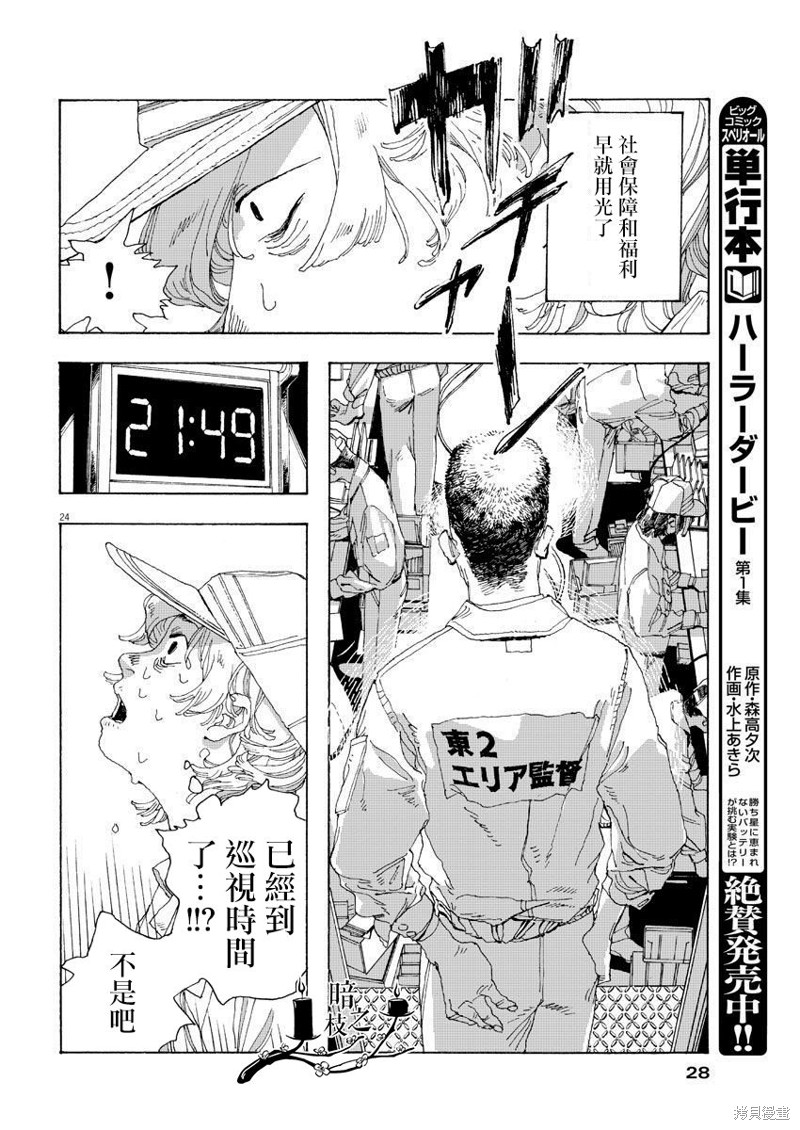 社會保障和福利
早就用光了
ガガッ
！
21:49
24
東2
エリア監督
已經到
巡視時間
了…!!?
不是吧
暗之枝
ビッグ
コミック
スペリオール
単行本
ハーラーダービー 第1集
原作・森高夕次
作画・水上あきら
勝ち星に恵まれ
ないバッテリー
が挑む実験とは!?
絶賛発売中!!
28
拷貝漫畫